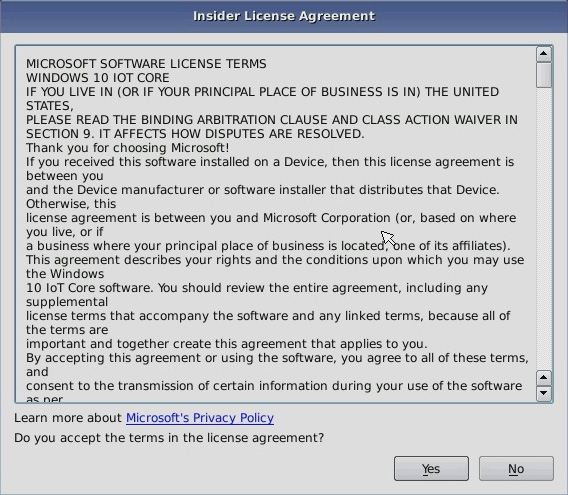 Insider License Agreement
MICROSOFT SOFTWARE LICENSE TERMS
WINDOWS 10 IOT CORE
IF YOU LIVE IN (OR IF YOUR PRINCIPAL PLACE OF BUSINESS IS IN) THE UNITED
STATES,
PLEASE READ THE BINDING ARBITRATION CLAUSE AND CLASS ACTION WAIVER IN
SECTION 9. IT AFFECTS HOW DISPUTES ARE RESOLVED.
Thank you for choosing Microsoft!
If you received this software installed on a Device, then this license agreement is
between you
and the Device manufacturer or software installer that distributes that Device.
Otherwise, this
license agreement is between you and Microsoft Corporation (or, based on where
you live, or if
a business where your principal place of business is located, one of its affiliates).
This agreement describes your rights and the conditions upon which you may use
the Windows
10 IoT Core software. You should review the entire agreement, including any
supplemental
license terms that accompany the software and any linked terms, because all of
the terms are
important and together create this agreement that applies to you.
By accepting this agreement or using the software, you agree to all of these terms,
and
consent to the transmission of certain information during your use of the software
as per
Learn more about Microsoft's Privacy Policy
Do you accept the terms in the license agreement?
Yes No